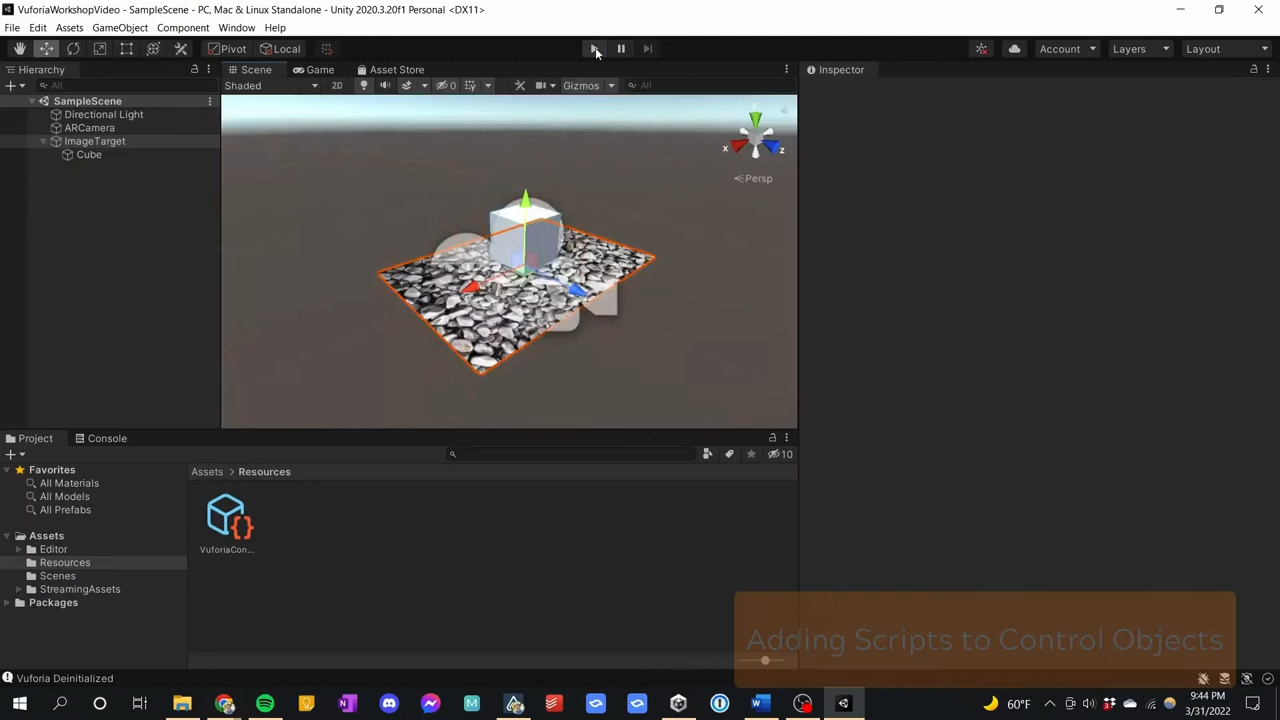 VuforiaWorkshopVideo - SampleScene - PC, Mac & Linux Standalone - Unity 2020.3.20f1 Personal <DX11>
File Edit Assets GameObject Component Window Help
Pivot Local Account Layers Layout
Hierarchy Scene Game Asset Store Inspector
All Shaded 2D 0 Gizmos All
SampleScene
Directional Light
ARCamera
ImageTarget
Cube
y
x z
Persp
Project Console
10
Favorites
All Materials
All Models
All Prefabs
Assets
Editor
Resources
Scenes
StreamingAssets
Packages
Assets > Resources
VuforiaCon...
Adding Scripts to Control Objects
Vuforia Deinitialized
60°F
9:44 PM
3/31/2022